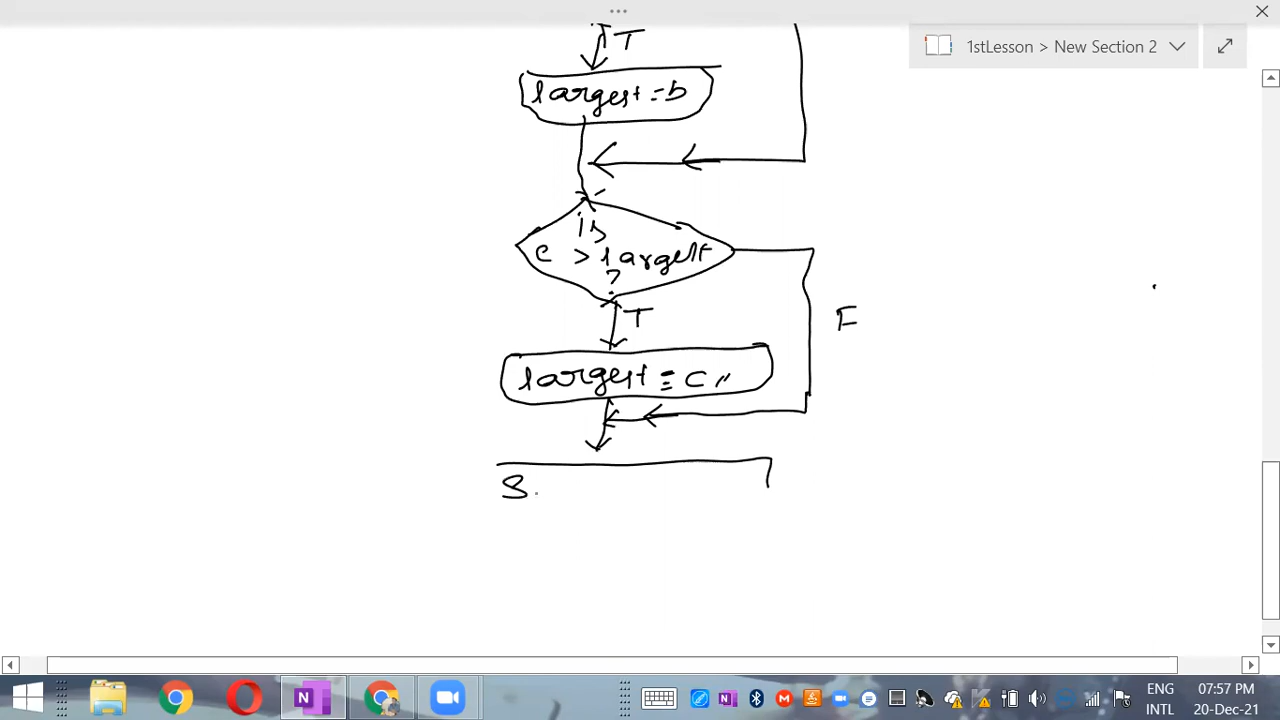 1stLesson > New Section 2
T
largest = b
is
c > largest
?
T
F
largest = c //
S
ENG
INTL
07:57 PM
20-Dec-21